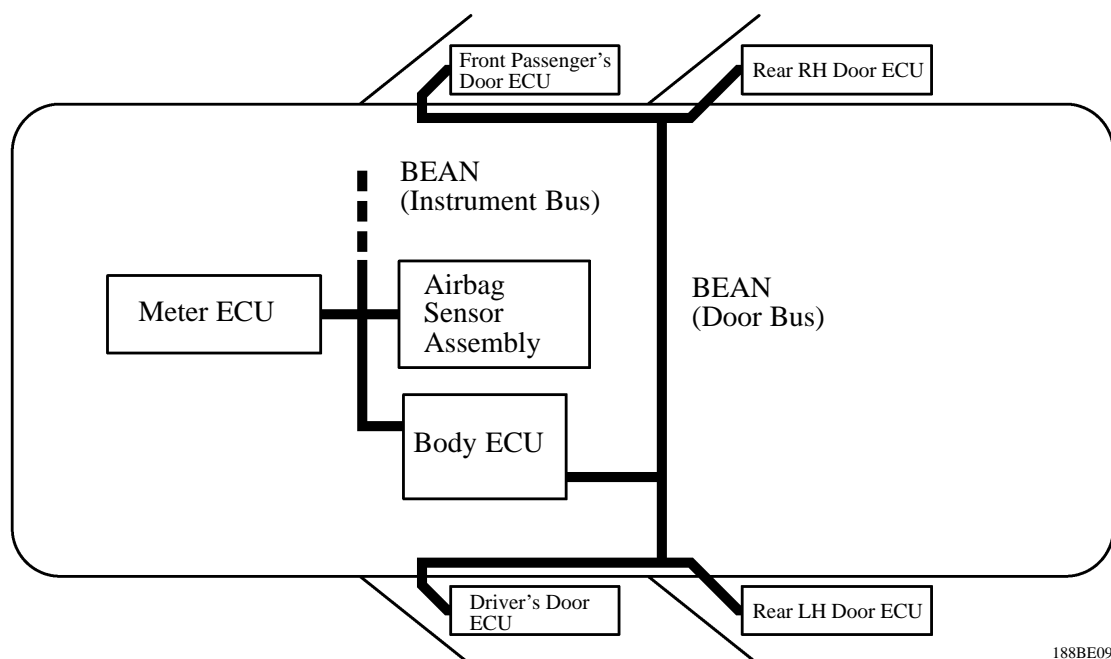 Front Passenger’s
Door ECU
Rear RH Door ECU
BEAN
(Instrument Bus)
Meter ECU
Airbag
Sensor
Assembly
BEAN
(Door Bus)
Body ECU
Driver’s Door
ECU
Rear LH Door ECU
188BE09